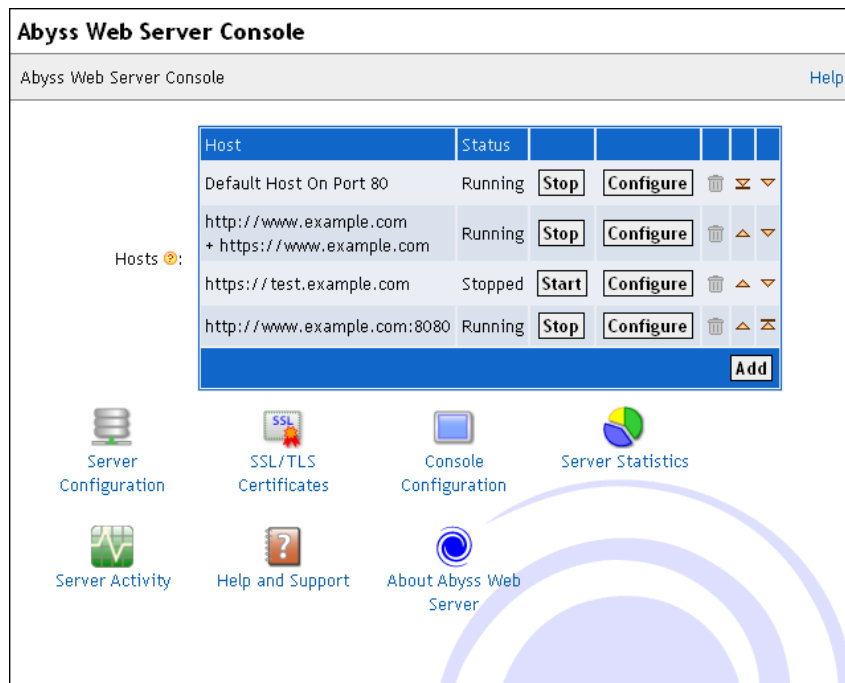 Abyss Web Server Console
Abyss Web Server Console Help
Host Status
Default Host On Port 80 Running Stop Configure
http://www.example.com
+ https://www.example.com Running Stop Configure
Hosts ?:
https://test.example.com Stopped Start Configure
http://www.example.com:8080 Running Stop Configure
Add
SSL
Server Configuration
SSL/TLS Certificates
Console Configuration
Server Statistics
?
Server Activity
Help and Support
About Abyss Web
Server